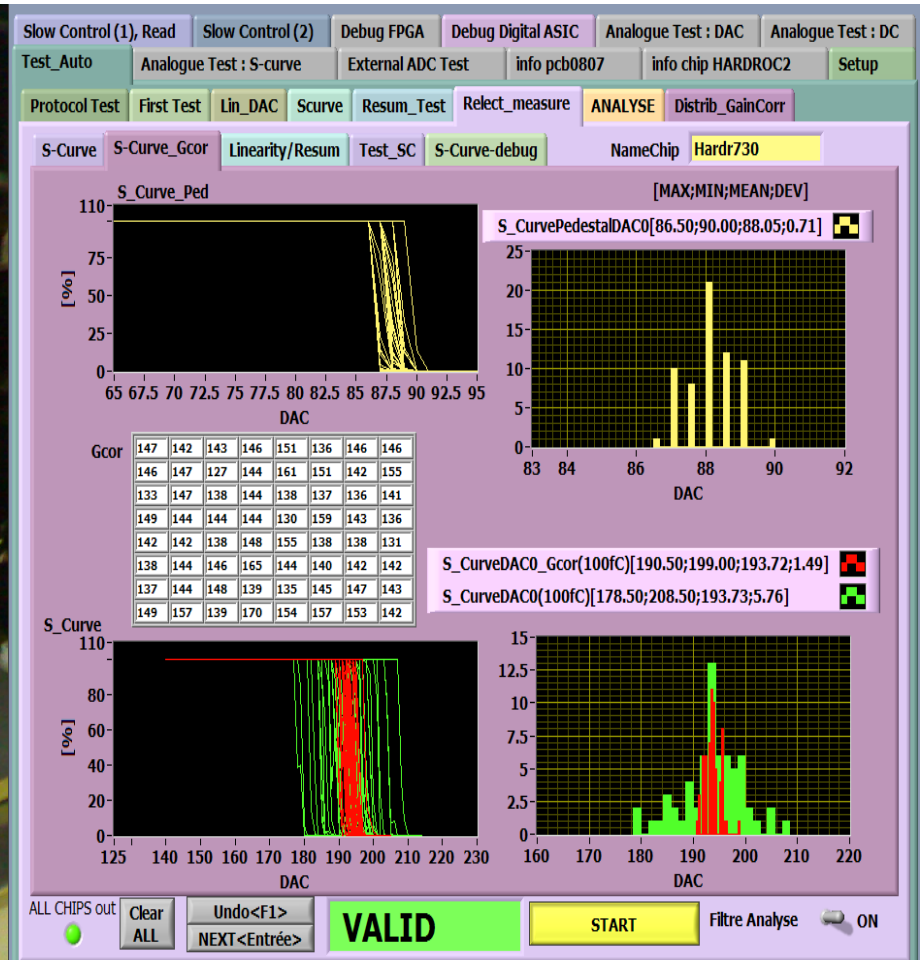 Slow Control (1), Read Slow Control (2) Debug FPGA Debug Digital ASIC Analogue Test : DAC Analogue Test : DC
Test_Auto Analogue Test : S-curve External ADC Test info pcb0807 info chip HARDROC2 Setup
Protocol Test First Test Lin_DAC Scurve Resum_Test Relect_measure ANALYSE Distrib_GainCorr
S-Curve S-Curve_Gcor Linearity/Resum Test_SC S-Curve-debug NameChip Hardr730
S_Curve_Ped
110-
75-
50-
25-
0-
[%]
65 67.5 70 72.5 75 77.5 80 82.5 85 87.5 90 92.5 95
DAC
[MAX;MIN;MEAN;DEV]
S_CurvePedestalDAC0[86.50;90.00;88.05;0.71]
25-
20-
15-
10-
5-
0-
83 84 86 88 90 92
DAC
Gcor
147 142 143 146 151 136 146 146
146 147 127 144 161 151 142 155
133 147 138 144 138 137 136 141
149 144 144 144 130 159 143 136
142 142 138 148 155 138 138 131
138 144 146 165 144 140 142 142
137 144 148 139 135 145 147 143
149 157 139 170 154 157 153 142
S_CurveDAC0_Gcor(100fC)[190.50;199.00;193.72;1.49]
S_CurveDAC0(100fC)[178.50;208.50;193.73;5.76]
S_Curve
110-
80-
60-
40-
20-
0-
[%]
125 140 150 160 170 180 190 200 210 220 230
DAC
15-
12.5-
10-
7.5-
5-
2.5-
0-
160 170 180 190 200 210 220
DAC
ALL CHIPS out
Clear
ALL
Undo<F1>
NEXT<Entrée>
VALID
START
Filtre Analyse
ON